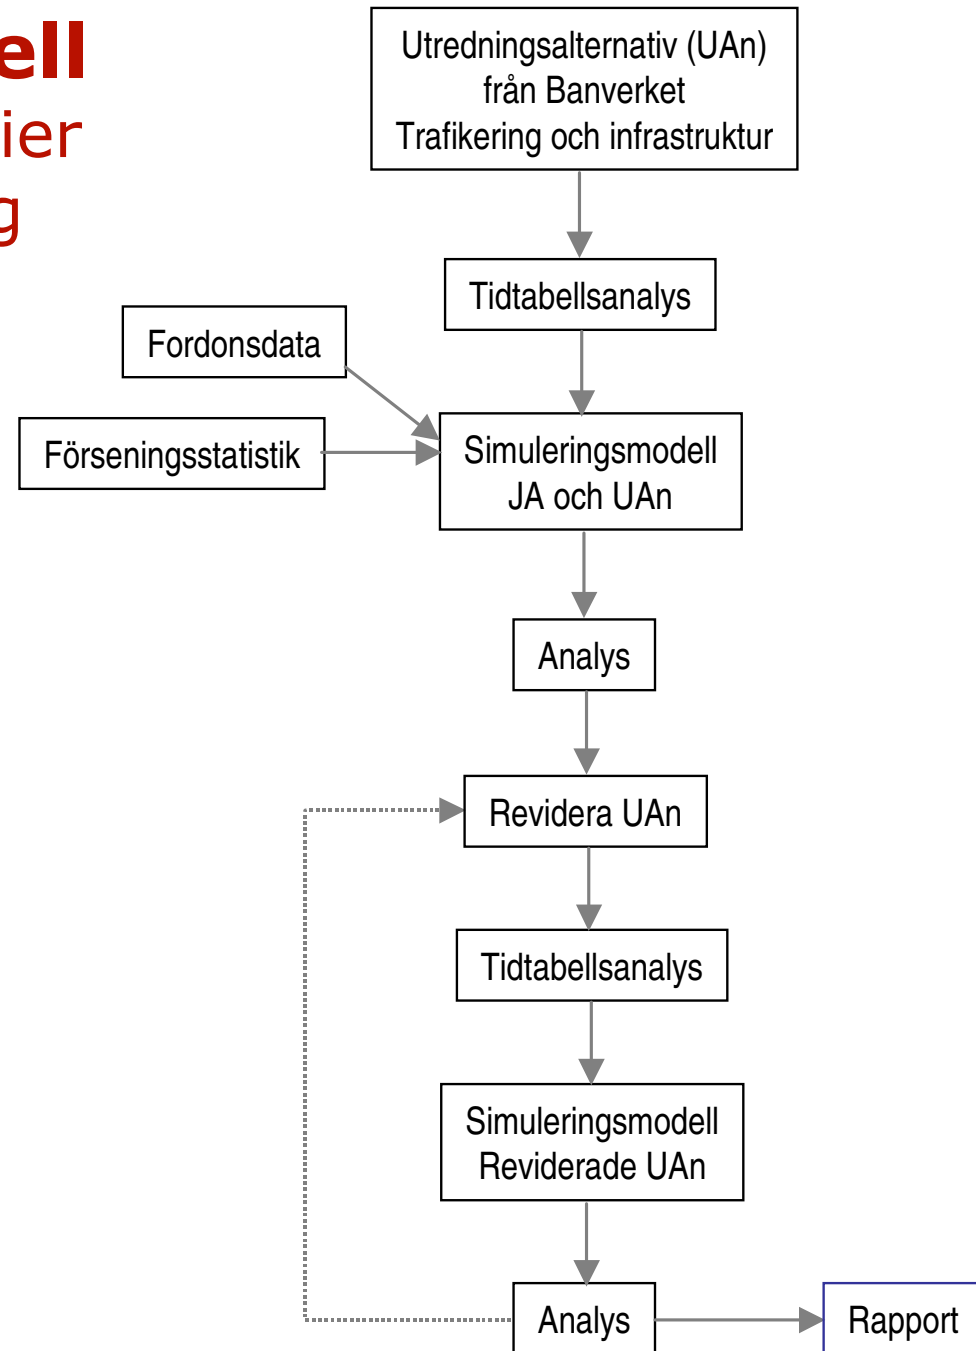 ell
ier
g
Utredningsalternativ (UAn)
från Banverket
Trafikering och infrastruktur
Tidtabellsanalys
Fordonsdata
Förseningsstatistik
Simuleringsmodell
JA och UAn
Analys
Revidera UAn
Tidtabellsanalys
Simuleringsmodell
Reviderade UAn
Analys
Rapport